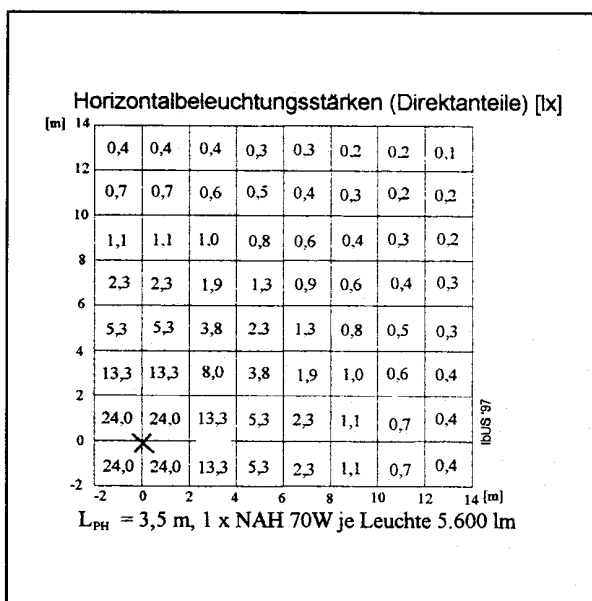 Horizontalbeleuchtungsstärken (Direktanteile) [lx]
[m] 14
0,4 0,4 0,4 0,3 0,3 0,2 0,2 0,1
12
0,7 0,7 0,6 0,5 0,4 0,3 0,2 0,2
10
1,1 1,1 1,0 0,8 0,6 0,4 0,3 0,2
8
2,3 2,3 1,9 1,3 0,9 0,6 0,4 0,3
6
5,3 5,3 3,8 2,3 1,3 0,8 0,5 0,3
4
13,3 13,3 8,0 3,8 1,9 1,0 0,6 0,4
2
24,0 24,0 13,3 5,3 2,3 1,1 0,7 0,4
0
24,0 24,0 13,3 5,3 2,3 1,1 0,7 0,4
-2
-2 0 2 4 6 8 10 12 14 [m]
IbUS '97
L_PH = 3,5 m, 1 x NAH 70W je Leuchte 5.600 lm